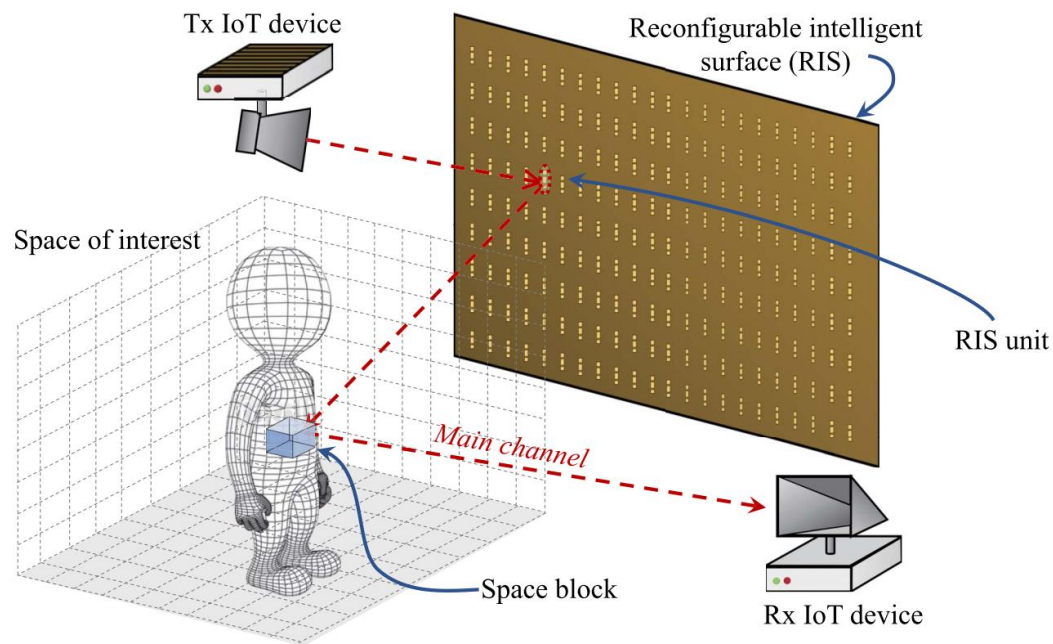 Tx IoT device
Reconfigurable intelligent
surface (RIS)
Space of interest
RIS unit
Main channel
Space block
Rx IoT device